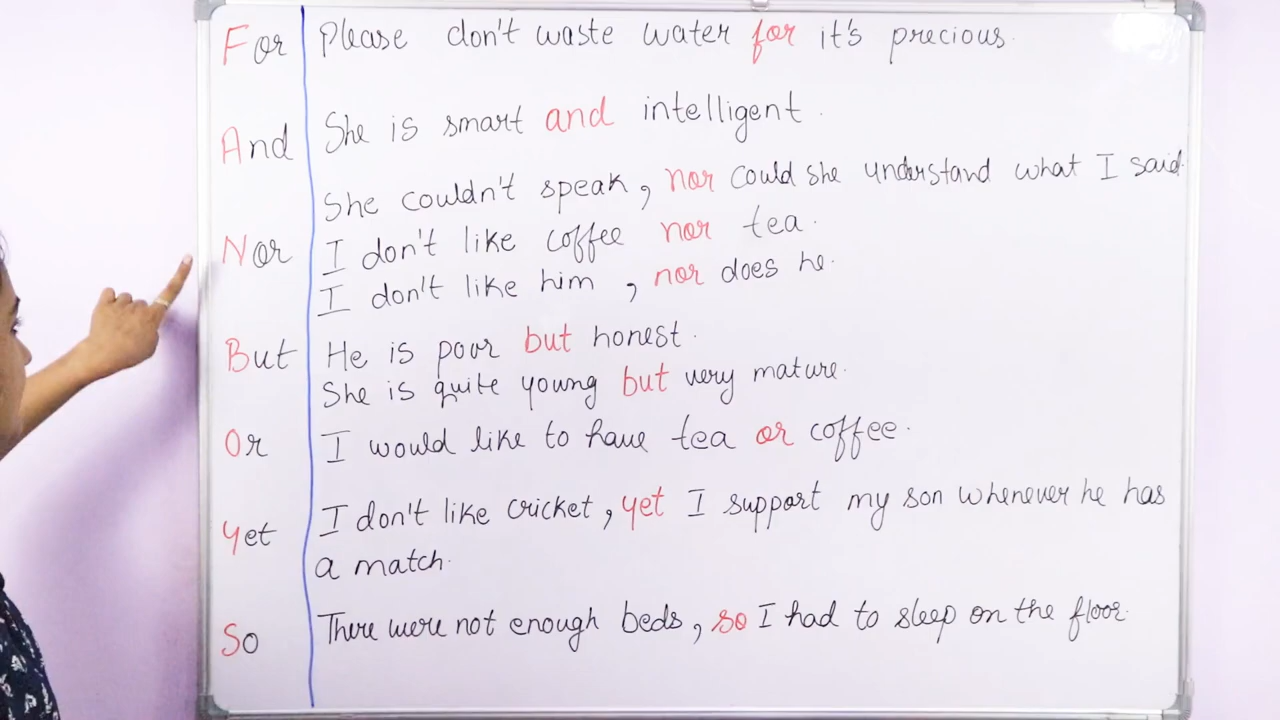 For Please don't waste water for it's precious.
And She is smart and intelligent.
She couldn't speak, nor could she understand what I said.
Nor I don't like coffee nor tea.
I don't like him, nor does he.
But He is poor but honest.
She is quite young but very mature.
Or I would like to have tea or coffee.
Yet I don't like cricket, yet I support my son whenever he has
a match.
So There were not enough beds, so I had to sleep on the floor.